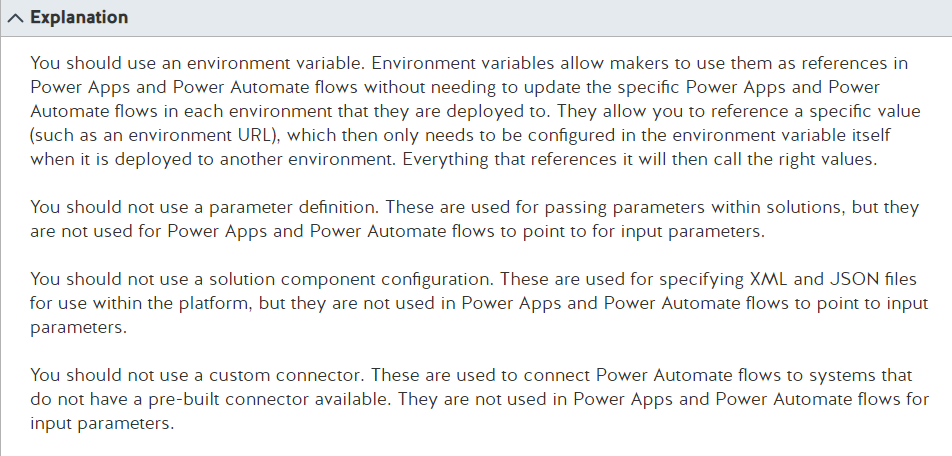 Explanation
You should use an environment variable. Environment variables allow makers to use them as references in
Power Apps and Power Automate flows without needing to update the specific Power Apps and Power
Automate flows in each environment that they are deployed to. They allow you to reference a specific value
(such as an environment URL), which then only needs to be configured in the environment variable itself
when it is deployed to another environment. Everything that references it will then call the right values.
You should not use a parameter definition. These are used for passing parameters within solutions, but they
are not used for Power Apps and Power Automate flows to point to for input parameters.
You should not use a solution component configuration. These are used for specifying XML and JSON files
for use within the platform, but they are not used in Power Apps and Power Automate flows to point to input
parameters.
You should not use a custom connector. These are used to connect Power Automate flows to systems that
do not have a pre-built connector available. They are not used in Power Apps and Power Automate flows for
input parameters.